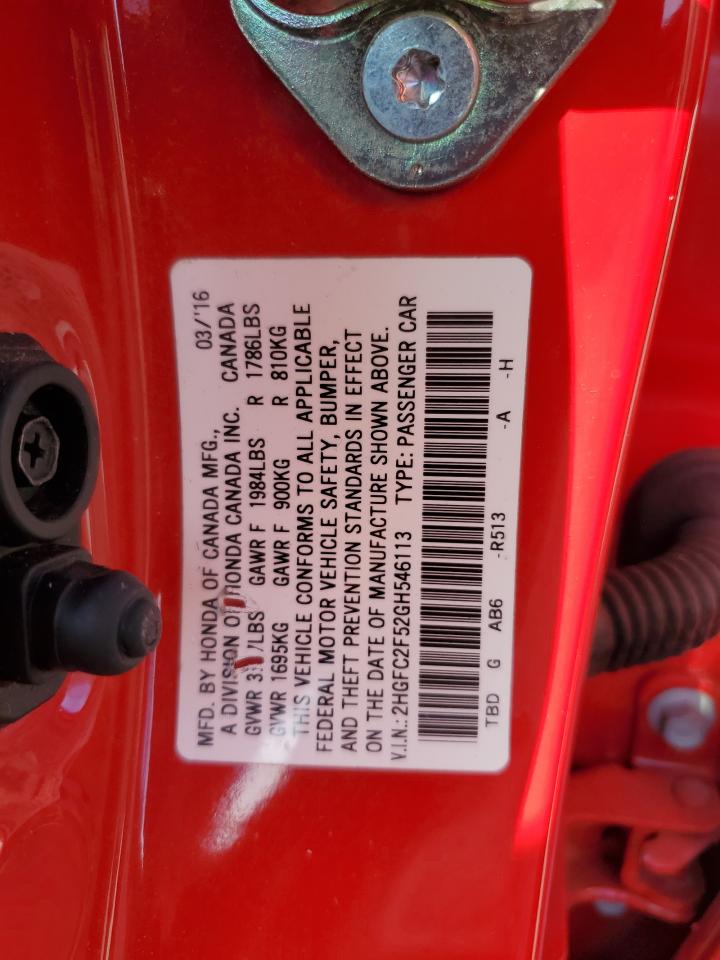 MFD. BY HONDA OF CANADA MFG., 03/'16
A DIVISION OF HONDA CANADA INC. CANADA
GVWR LBS GAWR F 1984LBS R 1786LBS
GVWR 1695KG GAWR F 900KG R 810KG
THIS VEHICLE CONFORMS TO ALL APPLICABLE
FEDERAL MOTOR VEHICLE SAFETY, BUMPER,
AND THEFT PREVENTION STANDARDS IN EFFECT
ON THE DATE OF MANUFACTURE SHOWN ABOVE.
V.I.N.: 2HGFC2F52GH546113 TYPE: PASSENGER CAR
TBD G AB6 -R513 -A -H